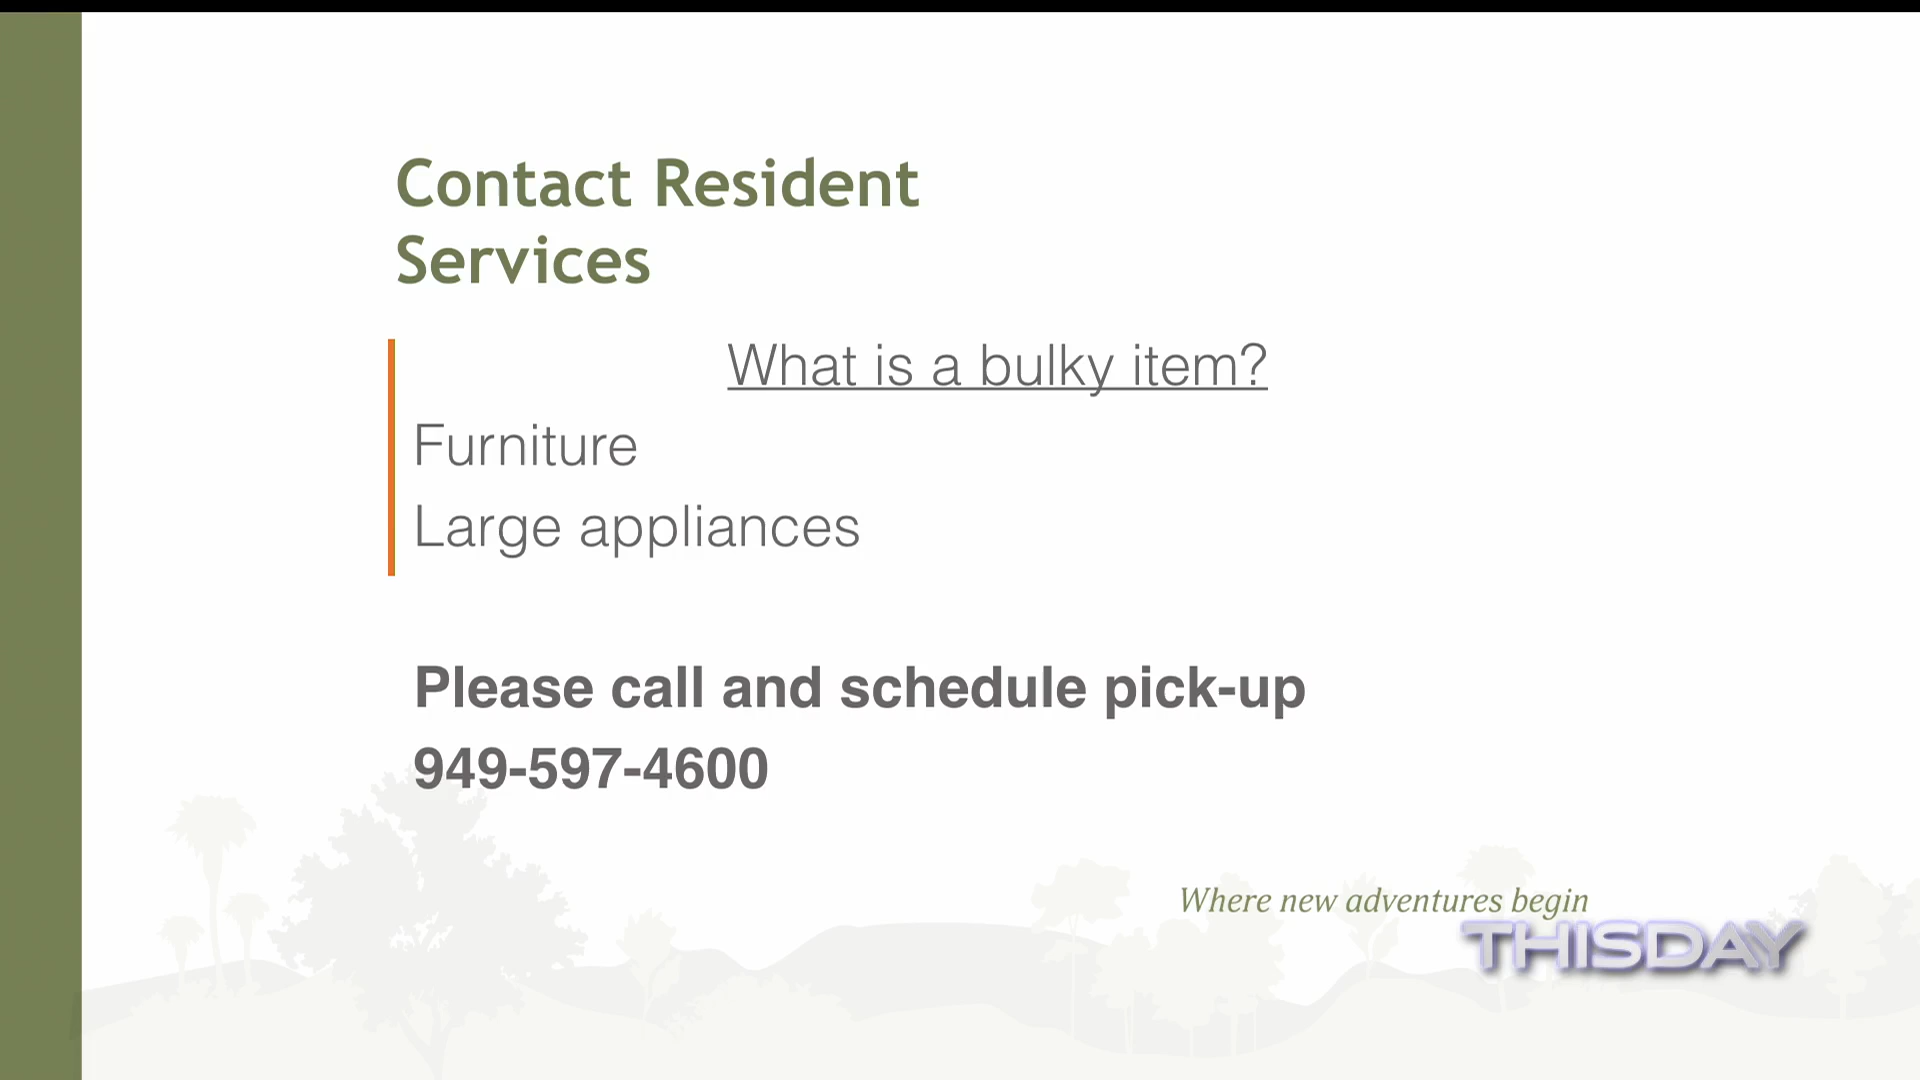 Contact Resident
Services
What is a bulky item?
Furniture
Large appliances
Please call and schedule pick-up
949-597-4600
Where new adventures begin
THISDAY